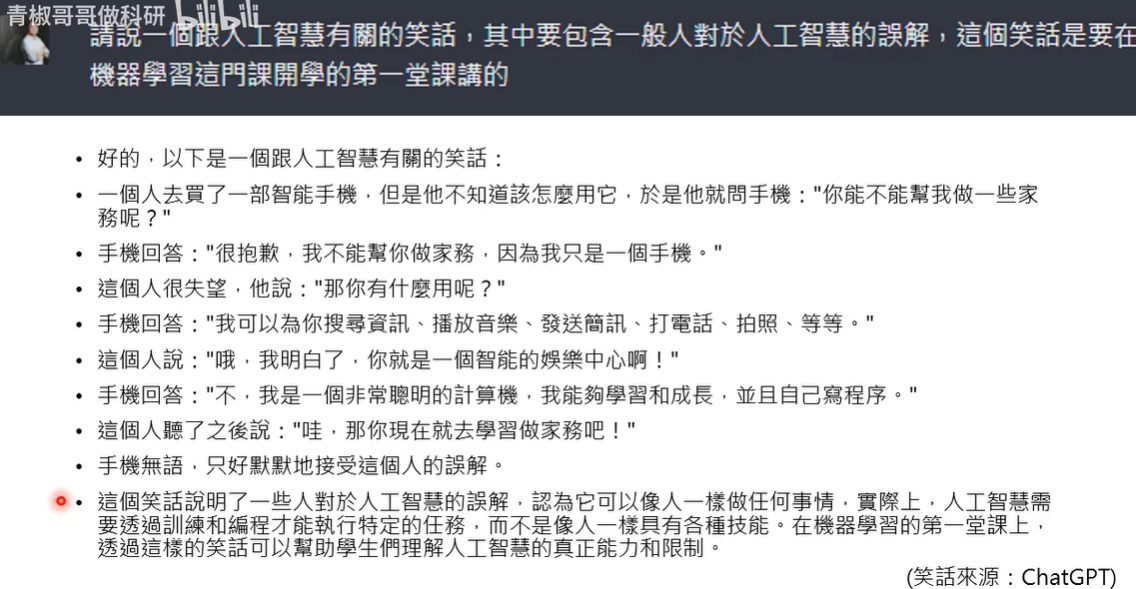 青椒哥哥做科研 bilibili
請說一個跟人工智慧有關的笑話，其中要包含一般人對於人工智慧的誤解，這個笑話是要在
機器學習這門課開學的第一堂課講的
• 好的，以下是一個跟人工智慧有關的笑話：
• 一個人去買了一部智能手機，但是他不知道該怎麼用它，於是他就問手機："你能不能幫我做一些家
務呢？"
• 手機回答："很抱歉，我不能幫你做家務，因為我只是一個手機。"
• 這個人很失望，他說："那你有什麼用呢？"
• 手機回答："我可以為你搜尋資訊、播放音樂、發送簡訊、打電話、拍照、等等。"
• 這個人說："哦，我明白了，你就是一個智能的娛樂中心啊！"
• 手機回答："不，我是一個非常聰明的計算機，我能夠學習和成長，並且自己寫程序。"
• 這個人聽了之後說："哇，那你現在就去學習做家務吧！"
• 手機無語，只好默默地接受這個人的誤解。
• 這個笑話說明了一些人對於人工智慧的誤解，認為它可以像人一樣做任何事情，實際上，人工智慧需
要透過訓練和編程才能執行特定的任務，而不是像人一樣具有各種技能。在機器學習的第一堂課上，
透過這樣的笑話可以幫助學生們理解人工智慧的真正能力和限制。
(笑話來源：ChatGPT)